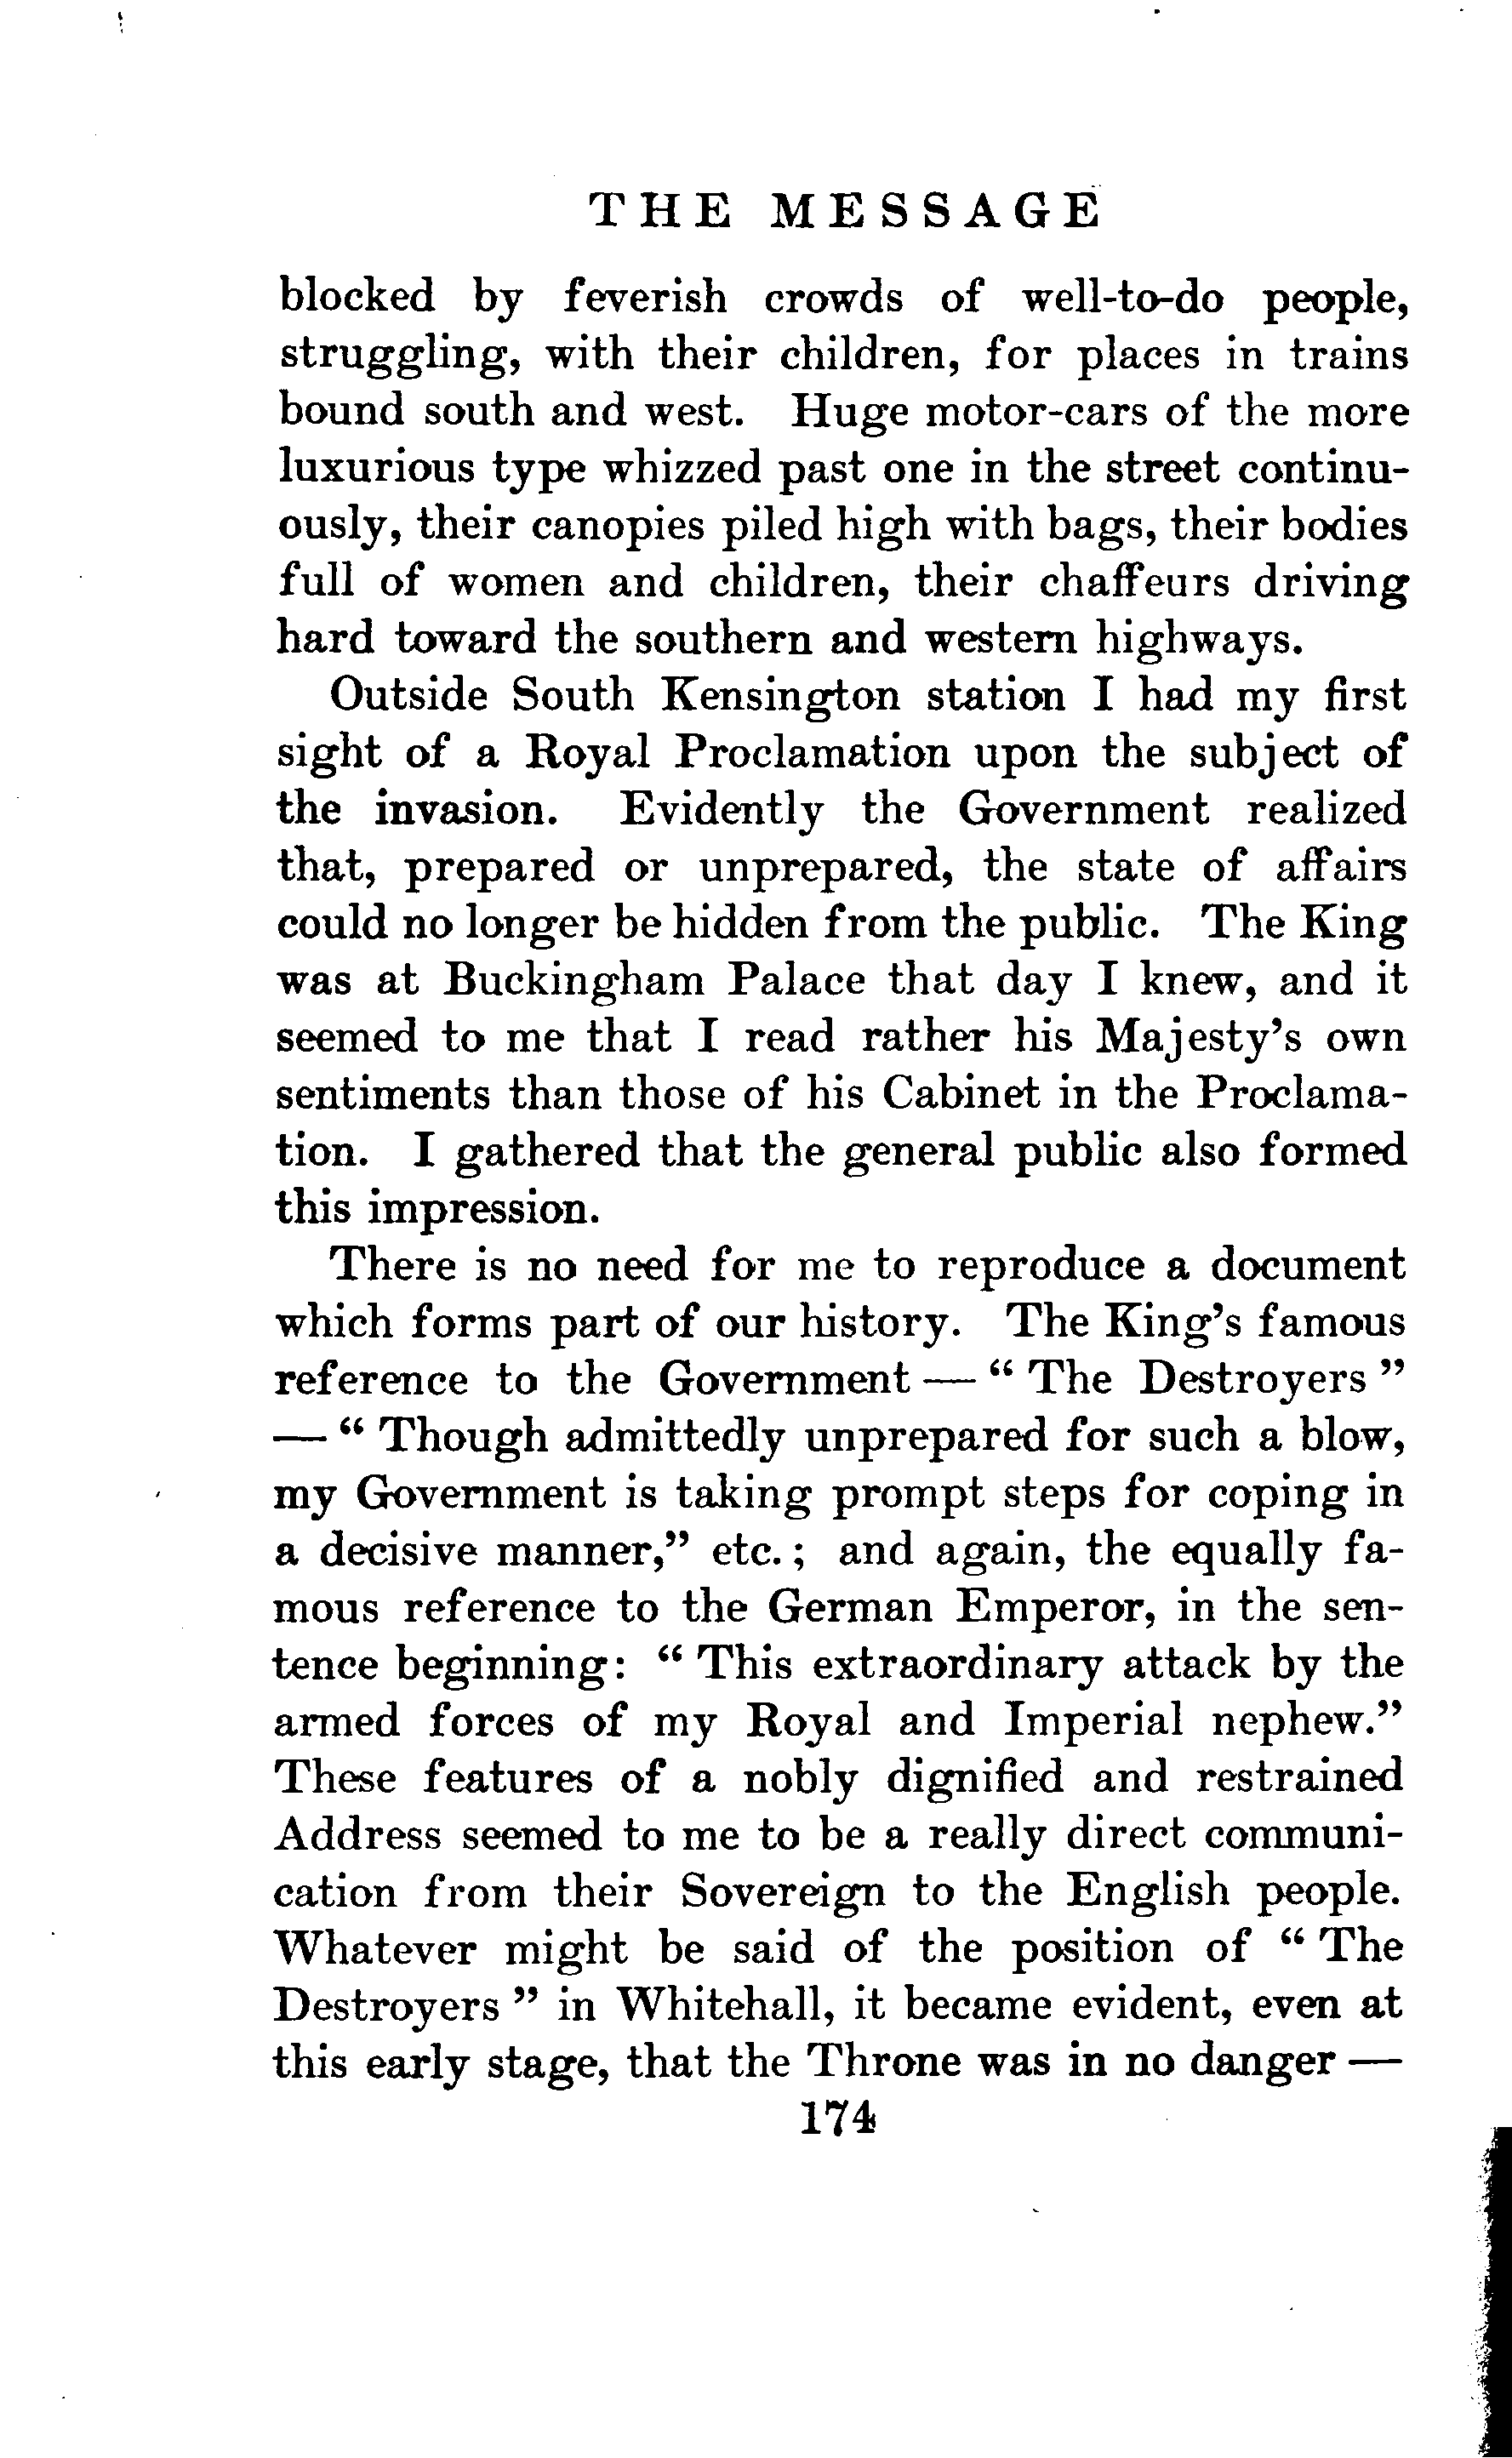 THE MESSAGE
blocked by feverish crowds of well-to-do people,
struggling, with their children, for places in trains
bound south and west. Huge motor-cars of the more
luxurious type whizzed past one in the street continu-
ously, their canopies piled high with bags, their bodies
full of women and children, their chaffeurs driving
hard toward the southern and western highways.
Outside South Kensington station I had my first
sight of a Royal Proclamation upon the subject of
the invasion. Evidently the Government realized
that, prepared or unprepared, the state of affairs
could no longer be hidden from the public. The King
was at Buckingham Palace that day I knew, and it
seemed to me that I read rather his Majesty's own
sentiments than those of his Cabinet in the Proclama-
tion. I gathered that the general public also formed
this impression.
There is no need for me to reproduce a document
which forms part of our history. The King's famous
reference to the Government — " The Destroyers "
— " Though admittedly unprepared for such a blow,
my Government is taking prompt steps for coping in
a decisive manner," etc. ; and again, the equally fa-
mous reference to the German Emperor, in the sen-
tence beginning: " This extraordinary attack by the
armed forces of my Royal and Imperial nephew."
These features of a nobly dignified and restrained
Address seemed to me to be a really direct communi-
cation from their Sovereign to the English people.
Whatever might be said of the position of " The
Destroyers " in Whitehall, it became evident, even at
this early stage, that the Throne was in no danger —
174